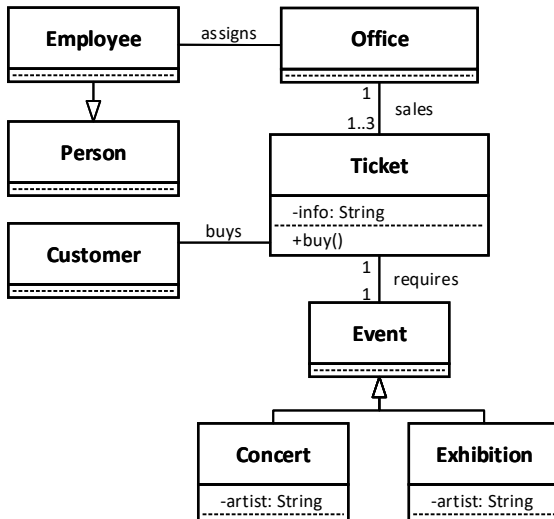 Employee
assigns
Office
1
sales
1..3
Person
Ticket
-info: String
+buy()
Customer
buys
1
requires
1
Event
Concert
Exhibition
-artist: String
-artist: String